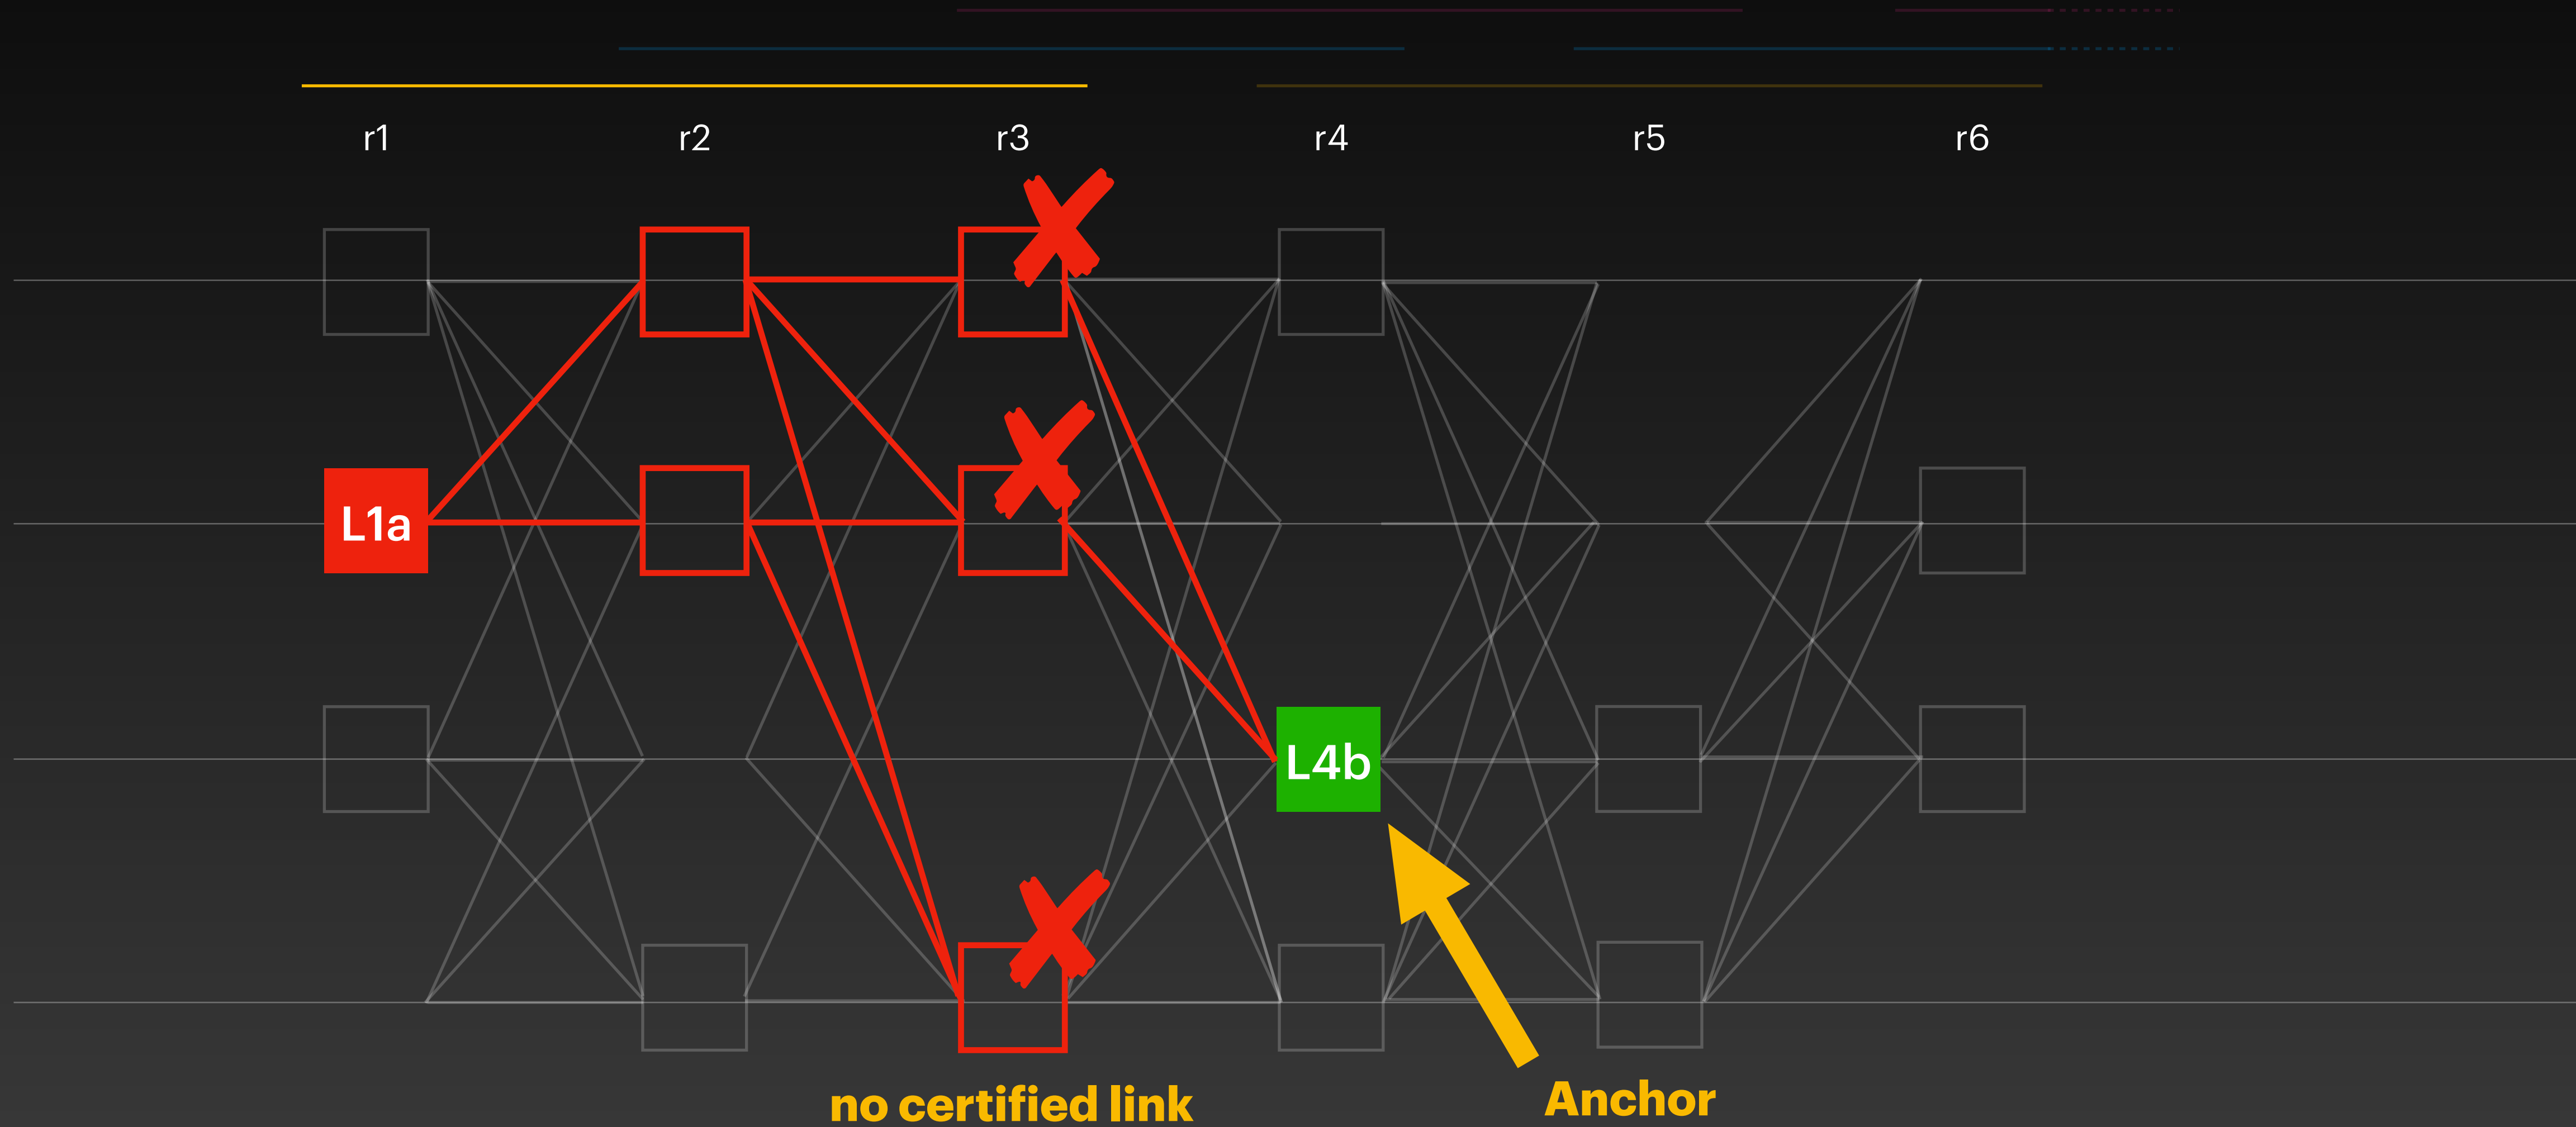 r1 r2 r3 r4 r5 r6
L1a
L4b
no certified link
Anchor